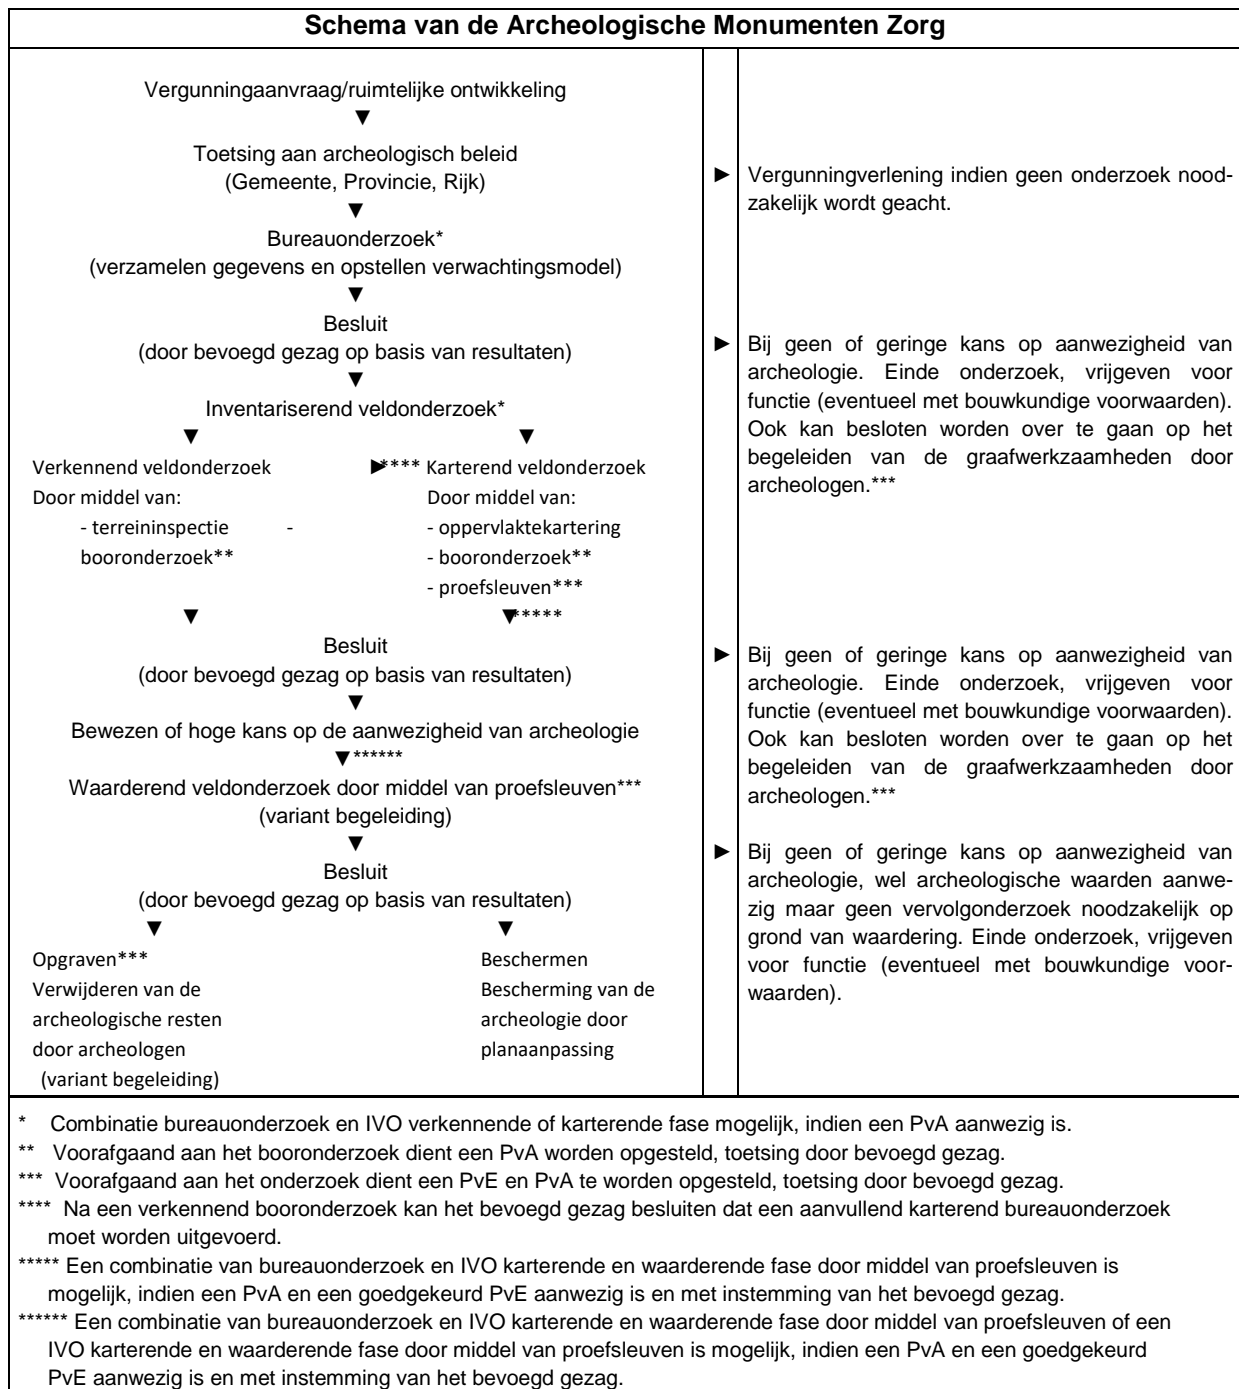 Schema van de Archeologische Monumenten Zorg
Vergunningaanvraag/ruimtelijke ontwikkeling
▼
Toetsing aan archeologisch beleid
(Gemeente, Provincie, Rijk)
▼
Bureauonderzoek*
(verzamelen gegevens en opstellen verwachtingsmodel)
▼
Besluit
(door bevoegd gezag op basis van resultaten)
▼
Inventariserend veldonderzoek*
▼ ▼
Verkennend veldonderzoek ►**** Karterend veldonderzoek
Door middel van: Door middel van:
- terreininspectie - - oppervlaktekartering
booronderzoek** - booronderzoek**
- proefsleuven***
▼ ▼*****
Besluit
(door bevoegd gezag op basis van resultaten)
▼
Bewezen of hoge kans op de aanwezigheid van archeologie
▼******
Waarderend veldonderzoek door middel van proefsleuven***
(variant begeleiding)
▼
Besluit
(door bevoegd gezag op basis van resultaten)
▼ ▼
Opgraven*** Beschermen
Verwijderen van de Bescherming van de
archeologische resten archeologie door
door archeologen planaanpassing
(variant begeleiding)
► Vergunningverlening indien geen onderzoek nood-
zakelijk wordt geacht.
► Bij geen of geringe kans op aanwezigheid van
archeologie. Einde onderzoek, vrijgeven voor
functie (eventueel met bouwkundige voorwaarden).
Ook kan besloten worden over te gaan op het
begeleiden van de graafwerkzaamheden door
archeologen.***
► Bij geen of geringe kans op aanwezigheid van
archeologie. Einde onderzoek, vrijgeven voor
functie (eventueel met bouwkundige voorwaarden).
Ook kan besloten worden over te gaan op het
begeleiden van de graafwerkzaamheden door
archeologen.***
► Bij geen of geringe kans op aanwezigheid van
archeologie, wel archeologische waarden aanwe-
zig maar geen vervolgonderzoek noodzakelijk op
grond van waardering. Einde onderzoek, vrijgeven
voor functie (eventueel met bouwkundige voor-
waarden).
* Combinatie bureauonderzoek en IVO verkennende of karterende fase mogelijk, indien een PvA aanwezig is.
** Voorafgaand aan het booronderzoek dient een PvA worden opgesteld, toetsing door bevoegd gezag.
*** Voorafgaand aan het onderzoek dient een PvE en PvA te worden opgesteld, toetsing door bevoegd gezag.
**** Na een verkennend booronderzoek kan het bevoegd gezag besluiten dat een aanvullend karterend bureauonderzoek
moet worden uitgevoerd.
***** Een combinatie van bureauonderzoek en IVO karterende en waarderende fase door middel van proefsleuven is
mogelijk, indien een PvA en een goedgekeurd PvE aanwezig is en met instemming van het bevoegd gezag.
****** Een combinatie van bureauonderzoek en IVO karterende en waarderende fase door middel van proefsleuven of een
IVO karterende en waarderende fase door middel van proefsleuven is mogelijk, indien een PvA en een goedgekeurd
PvE aanwezig is en met instemming van het bevoegd gezag.